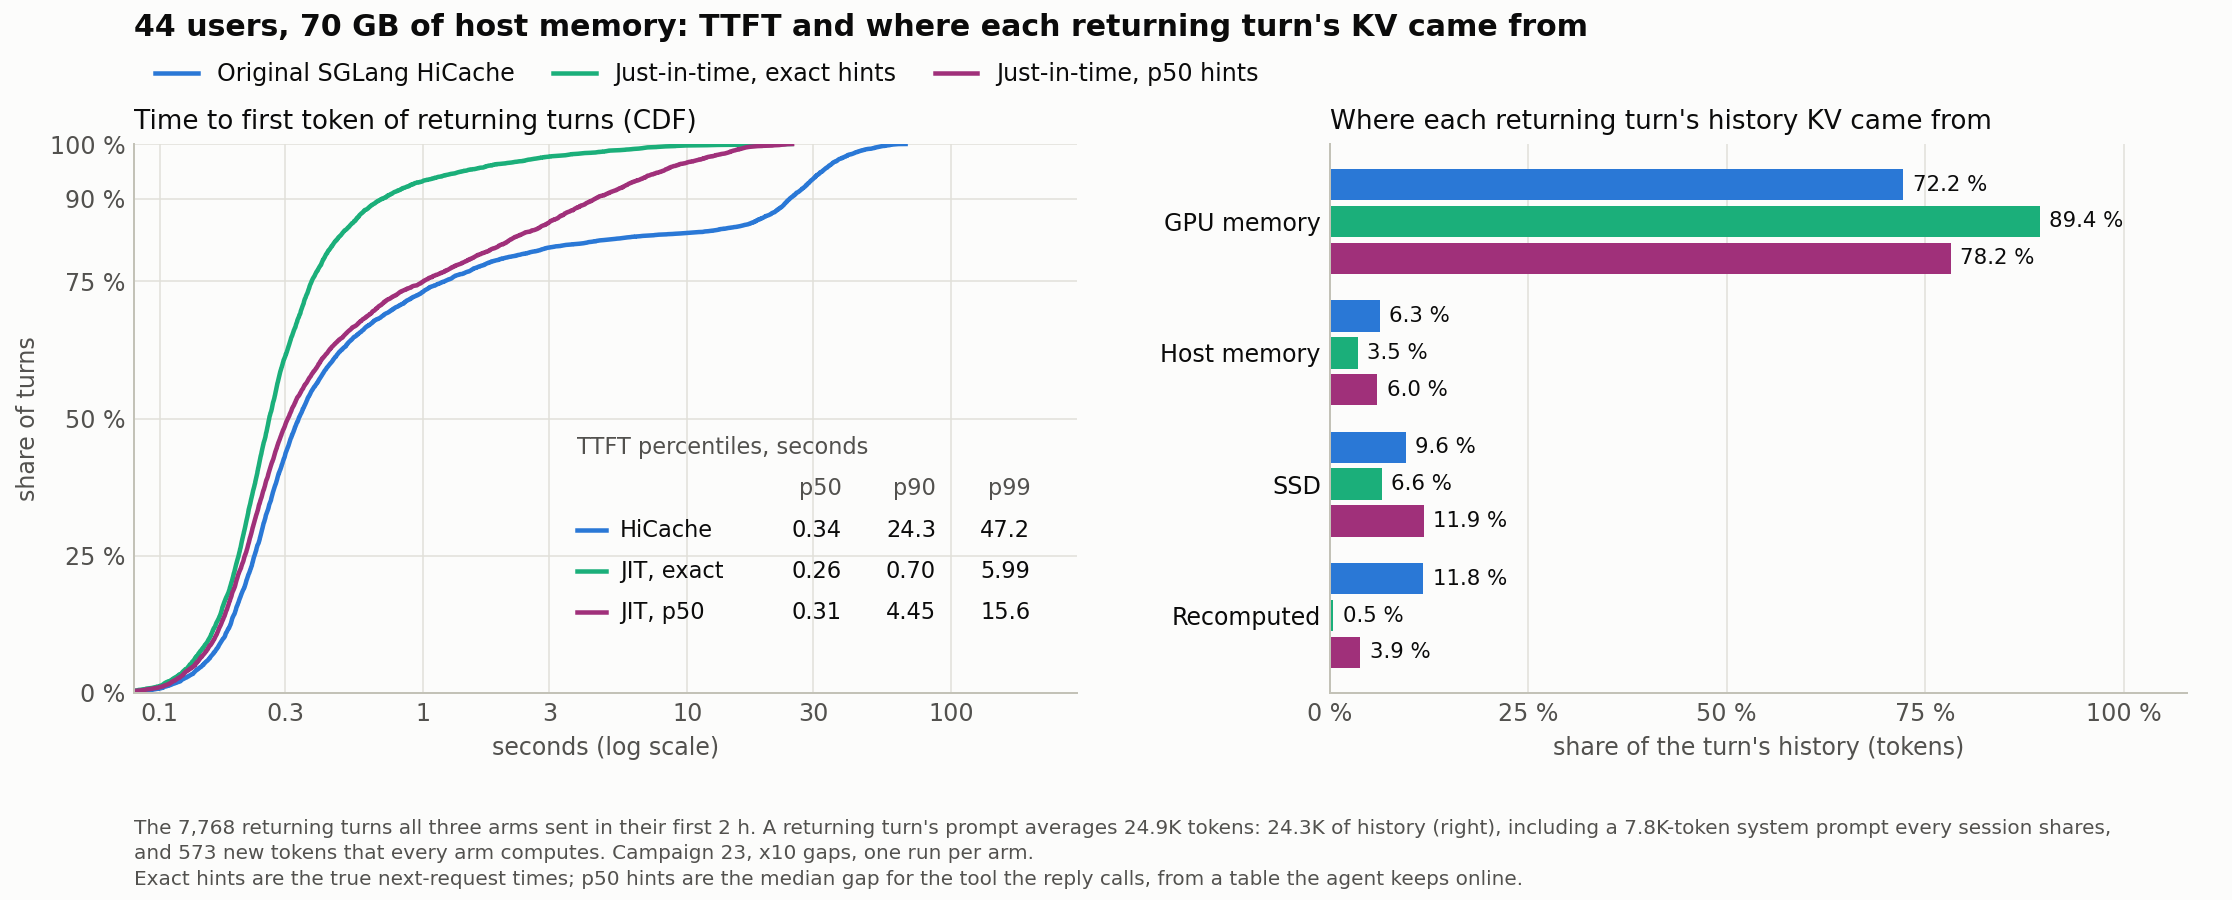 44 users, 70 GB of host memory: TTFT and where each returning turn's KV came from
Original SGLang HiCache
Just-in-time, exact hints
Just-in-time, p50 hints
Time to first token of returning turns (CDF)
100 %
90 %
75 %
50 %
25 %
0 %
share of turns
0.1 0.3 1 3 10 30 100
seconds (log scale)
TTFT percentiles, seconds
p50 p90 p99
HiCache 0.34 24.3 47.2
JIT, exact 0.26 0.70 5.99
JIT, p50 0.31 4.45 15.6
Where each returning turn's history KV came from
GPU memory
72.2 %
89.4 %
78.2 %
Host memory
6.3 %
3.5 %
6.0 %
SSD
9.6 %
6.6 %
11.9 %
Recomputed
11.8 %
0.5 %
3.9 %
0 % 25 % 50 % 75 % 100 %
share of the turn's history (tokens)
The 7,768 returning turns all three arms sent in their first 2 h. A returning turn's prompt averages 24.9K tokens: 24.3K of history (right), including a 7.8K-token system prompt every session shares,
and 573 new tokens that every arm computes. Campaign 23, x10 gaps, one run per arm.
Exact hints are the true next-request times; p50 hints are the median gap for the tool the reply calls, from a table the agent keeps online.